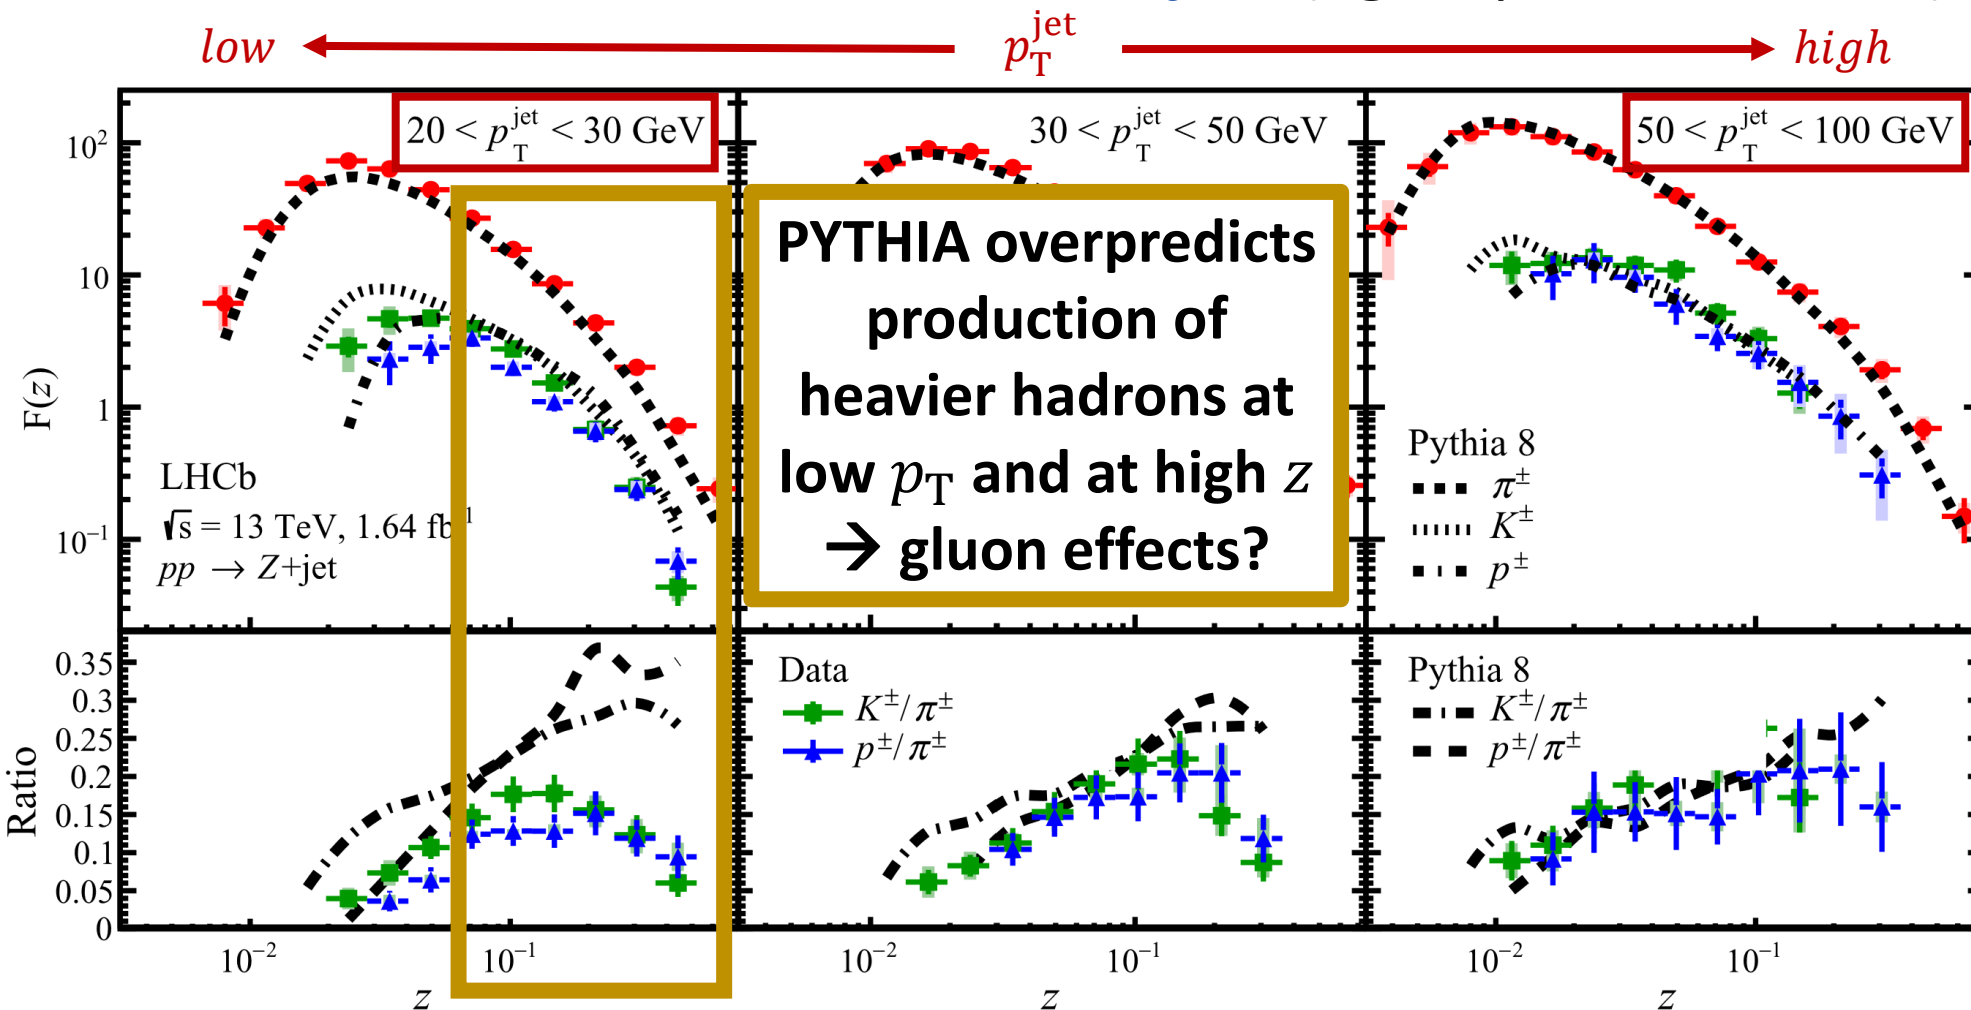 low
p_T^jet
high
20 < p_T^jet < 30 GeV
30 < p_T^jet < 50 GeV
50 < p_T^jet < 100 GeV
10²
10
1
10⁻¹
F(z)
LHCb
√s = 13 TeV, 1.64 fb⁻¹
pp → Z+jet
PYTHIA overpredicts
production of
heavier hadrons at
low p_T and at high z
→ gluon effects?
Pythia 8
π±
K±
p±
0.35
0.3
0.25
0.2
0.15
0.1
0.05
0
Ratio
Data
K±/π±
p±/π±
Pythia 8
K±/π±
p±/π±
10⁻²
10⁻¹
10⁻²
10⁻¹
10⁻²
10⁻¹
z
z
z